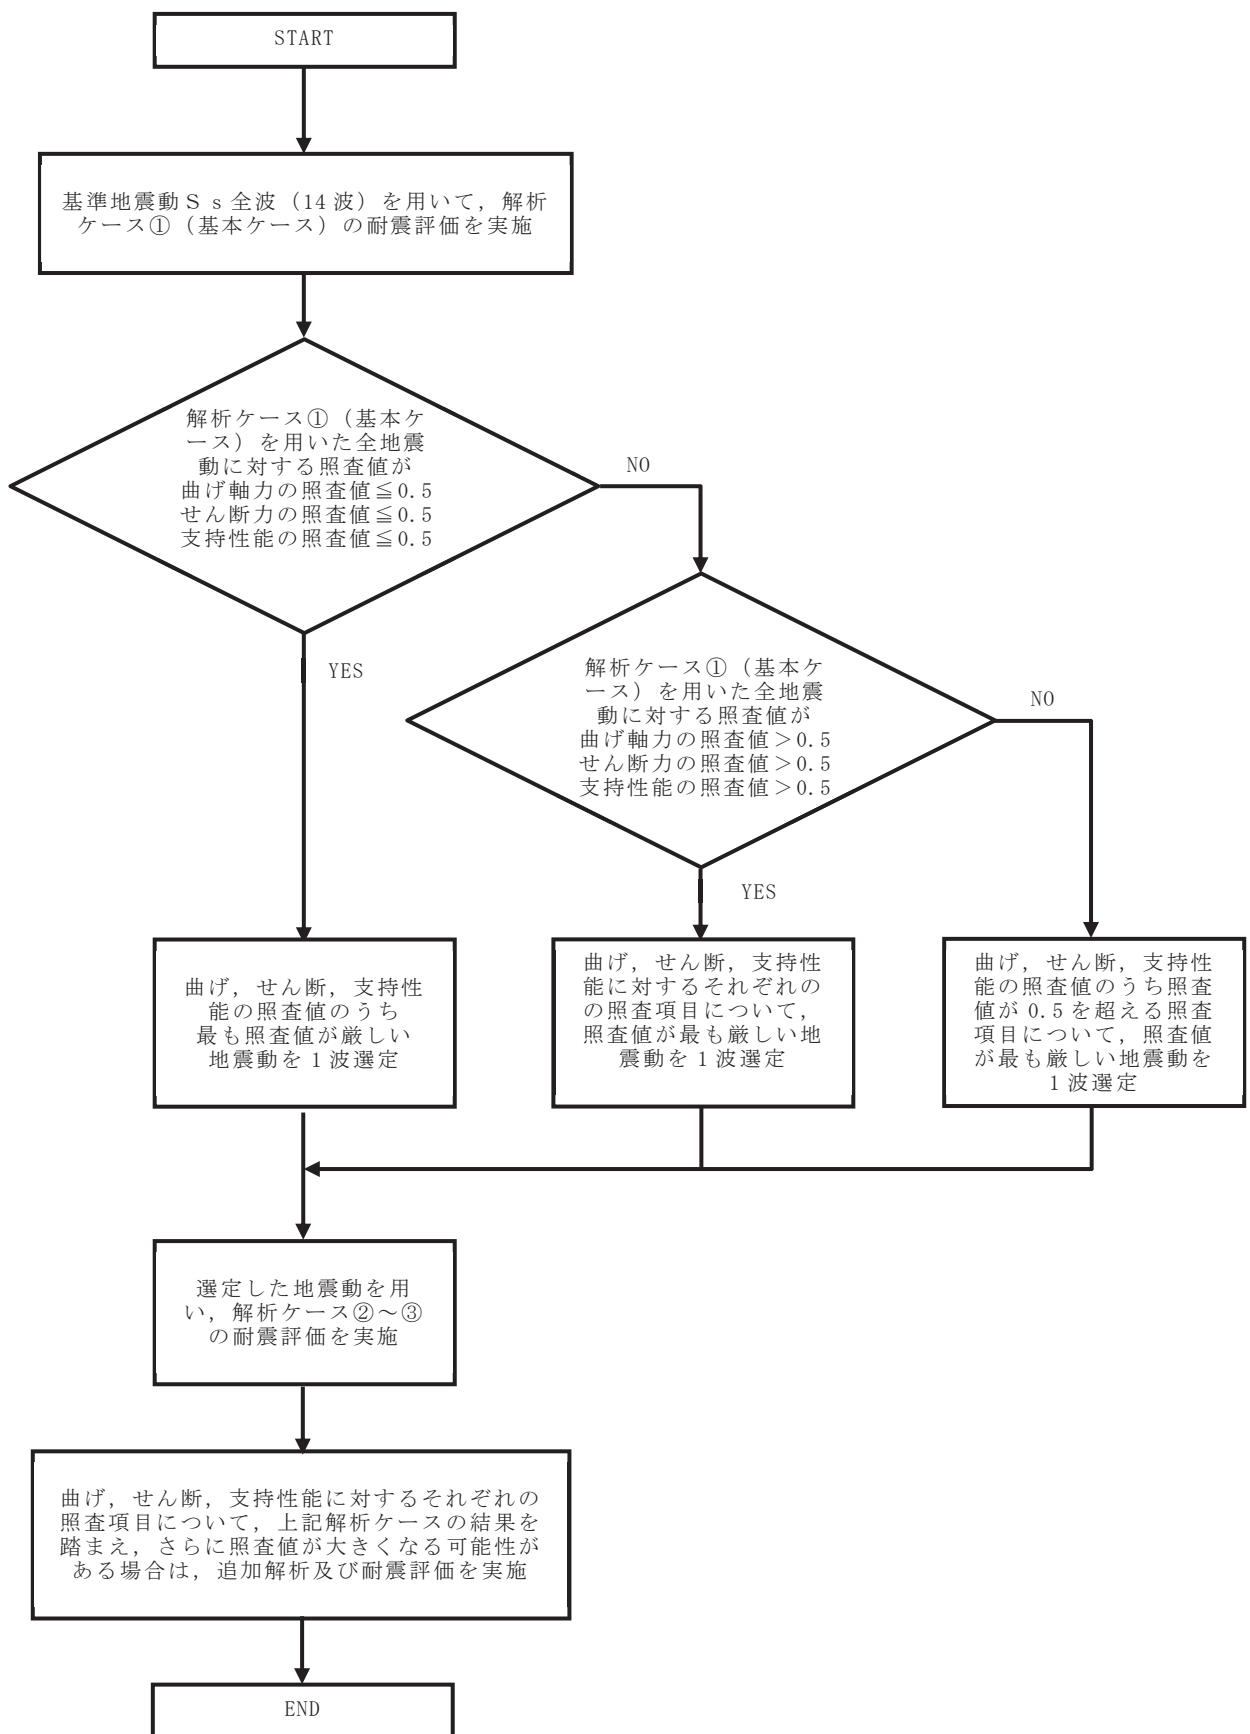 START
基準地震動Ｓｓ全波（14波）を用いて，解析
ケース①（基本ケース）の耐震評価を実施
解析ケース①（基本ケ
ース）を用いた全地震
動に対する照査値が
曲げ軸力の照査値≦0.5
せん断力の照査値≦0.5
支持性能の照査値≦0.5
NO
YES
解析ケース①（基本ケ
ース）を用いた全地震
動に対する照査値が
曲げ軸力の照査値＞0.5
せん断力の照査値＞0.5
支持性能の照査値＞0.5
NO
YES
曲げ，せん断，支持性
能の照査値のうち
最も照査値が厳しい
地震動を1波選定
曲げ，せん断，支持性
能に対するそれぞれの
の照査項目について，
照査値が最も厳しい地
震動を1波選定
曲げ，せん断，支持性
能の照査値のうち照査
値が0.5を超える照査
項目について，照査値
が最も厳しい地震動を
1波選定
選定した地震動を用
い，解析ケース②～③
の耐震評価を実施
曲げ，せん断，支持性能に対するそれぞれの
照査項目について，上記解析ケースの結果を
踏まえ，さらに照査値が大きくなる可能性が
ある場合は，追加解析及び耐震評価を実施
END